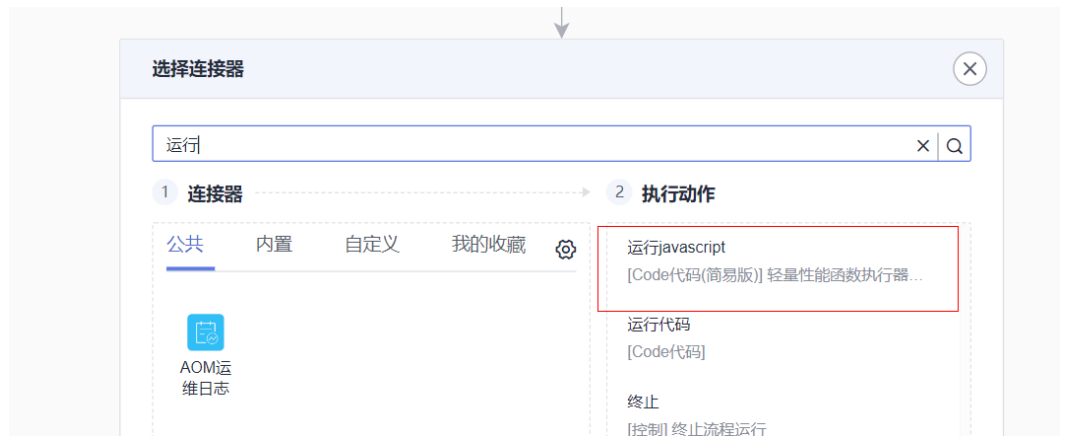 选择连接器
运行
1 连接器
2 执行动作
公共 内置 自定义 我的收藏
AOM运
维日志
运行javascript
[Code代码(简易版)] 轻量性能函数执行器...
运行代码
[Code代码]
终止
[控制] 终止流程运行